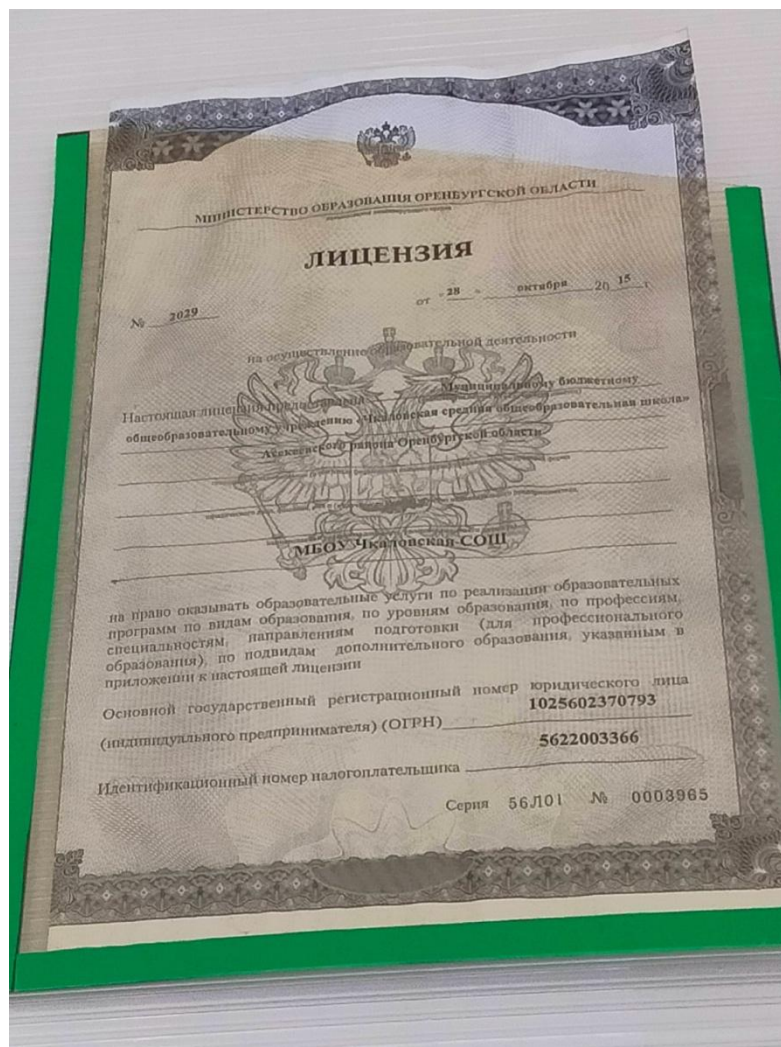 МИНИСТЕРСТВО ОБРАЗОВАНИЯ ОРЕНБУРГСКОЙ ОБЛАСТИ
ЛИЦЕНЗИЯ
№ 2029
от «28» октября 2015 г.
на осуществление образовательной деятельности
Настоящая лицензия предоставлена Муниципальному бюджетному
общеобразовательному учреждению «Чкаловская средняя общеобразовательная школа»
Асекеевского района Оренбургской области
МБОУ Чкаловская СОШ
на право оказывать образовательные услуги по реализации образовательных
программ по видам образования, по уровням образования, по профессиям,
специальностям, направлениям подготовки (для профессионального
образования), по подвидам дополнительного образования, указанным в
приложении к настоящей лицензии
Основной государственный регистрационный номер юридического лица
(индивидуального предпринимателя) (ОГРН) 1025602370793
Идентификационный номер налогоплательщика 5622003366
Серия 56Л01 № 0003965